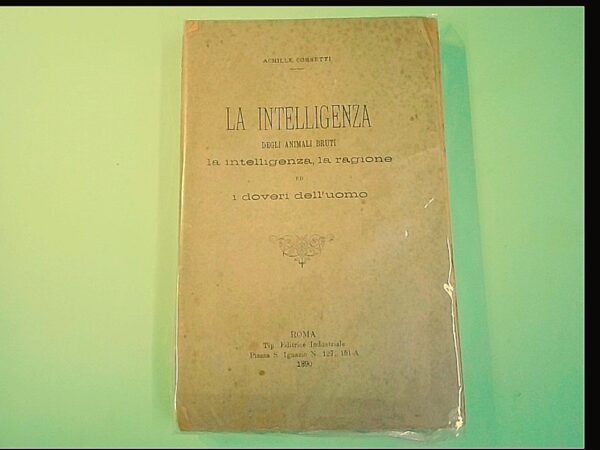 ACHILLE CORSETTI
LA INTELLIGENZA
DEGLI ANIMALI BRUTI
la intelligenza, la ragione
ED
i doveri dell'uomo
ROMA
Tip. Editrice Industriale
Piazza S. Ignazio N. 127, 151-A
1890